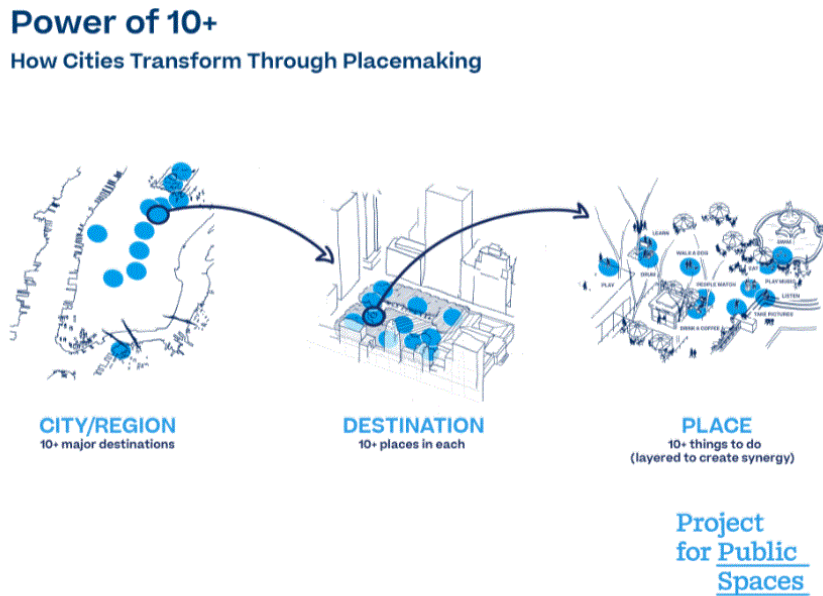 Power of 10+
How Cities Transform Through Placemaking
LEARN
WALK A DOG
SWIM
PLAY
DRUM
EAT
PEOPLE WATCH
PLAY MUSIC
LISTEN
TAKE PICTURES
DRINK A COFFEE
CITY/REGION
10+ major destinations
DESTINATION
10+ places in each
PLACE
10+ things to do
(layered to create synergy)
Project
for Public
Spaces